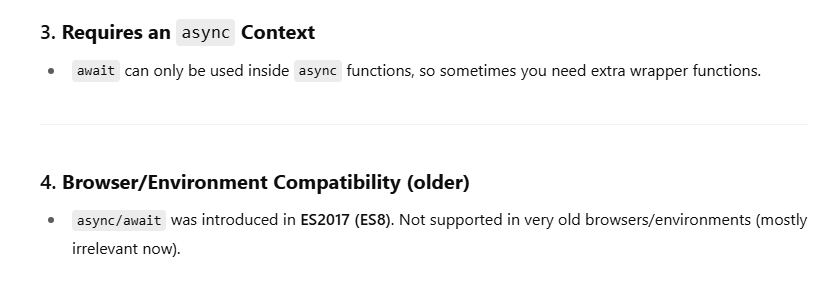 3. Requires an async Context
• await can only be used inside async functions, so sometimes you need extra wrapper functions.
4. Browser/Environment Compatibility (older)
• async/await was introduced in ES2017 (ES8). Not supported in very old browsers/environments (mostly
irrelevant now).